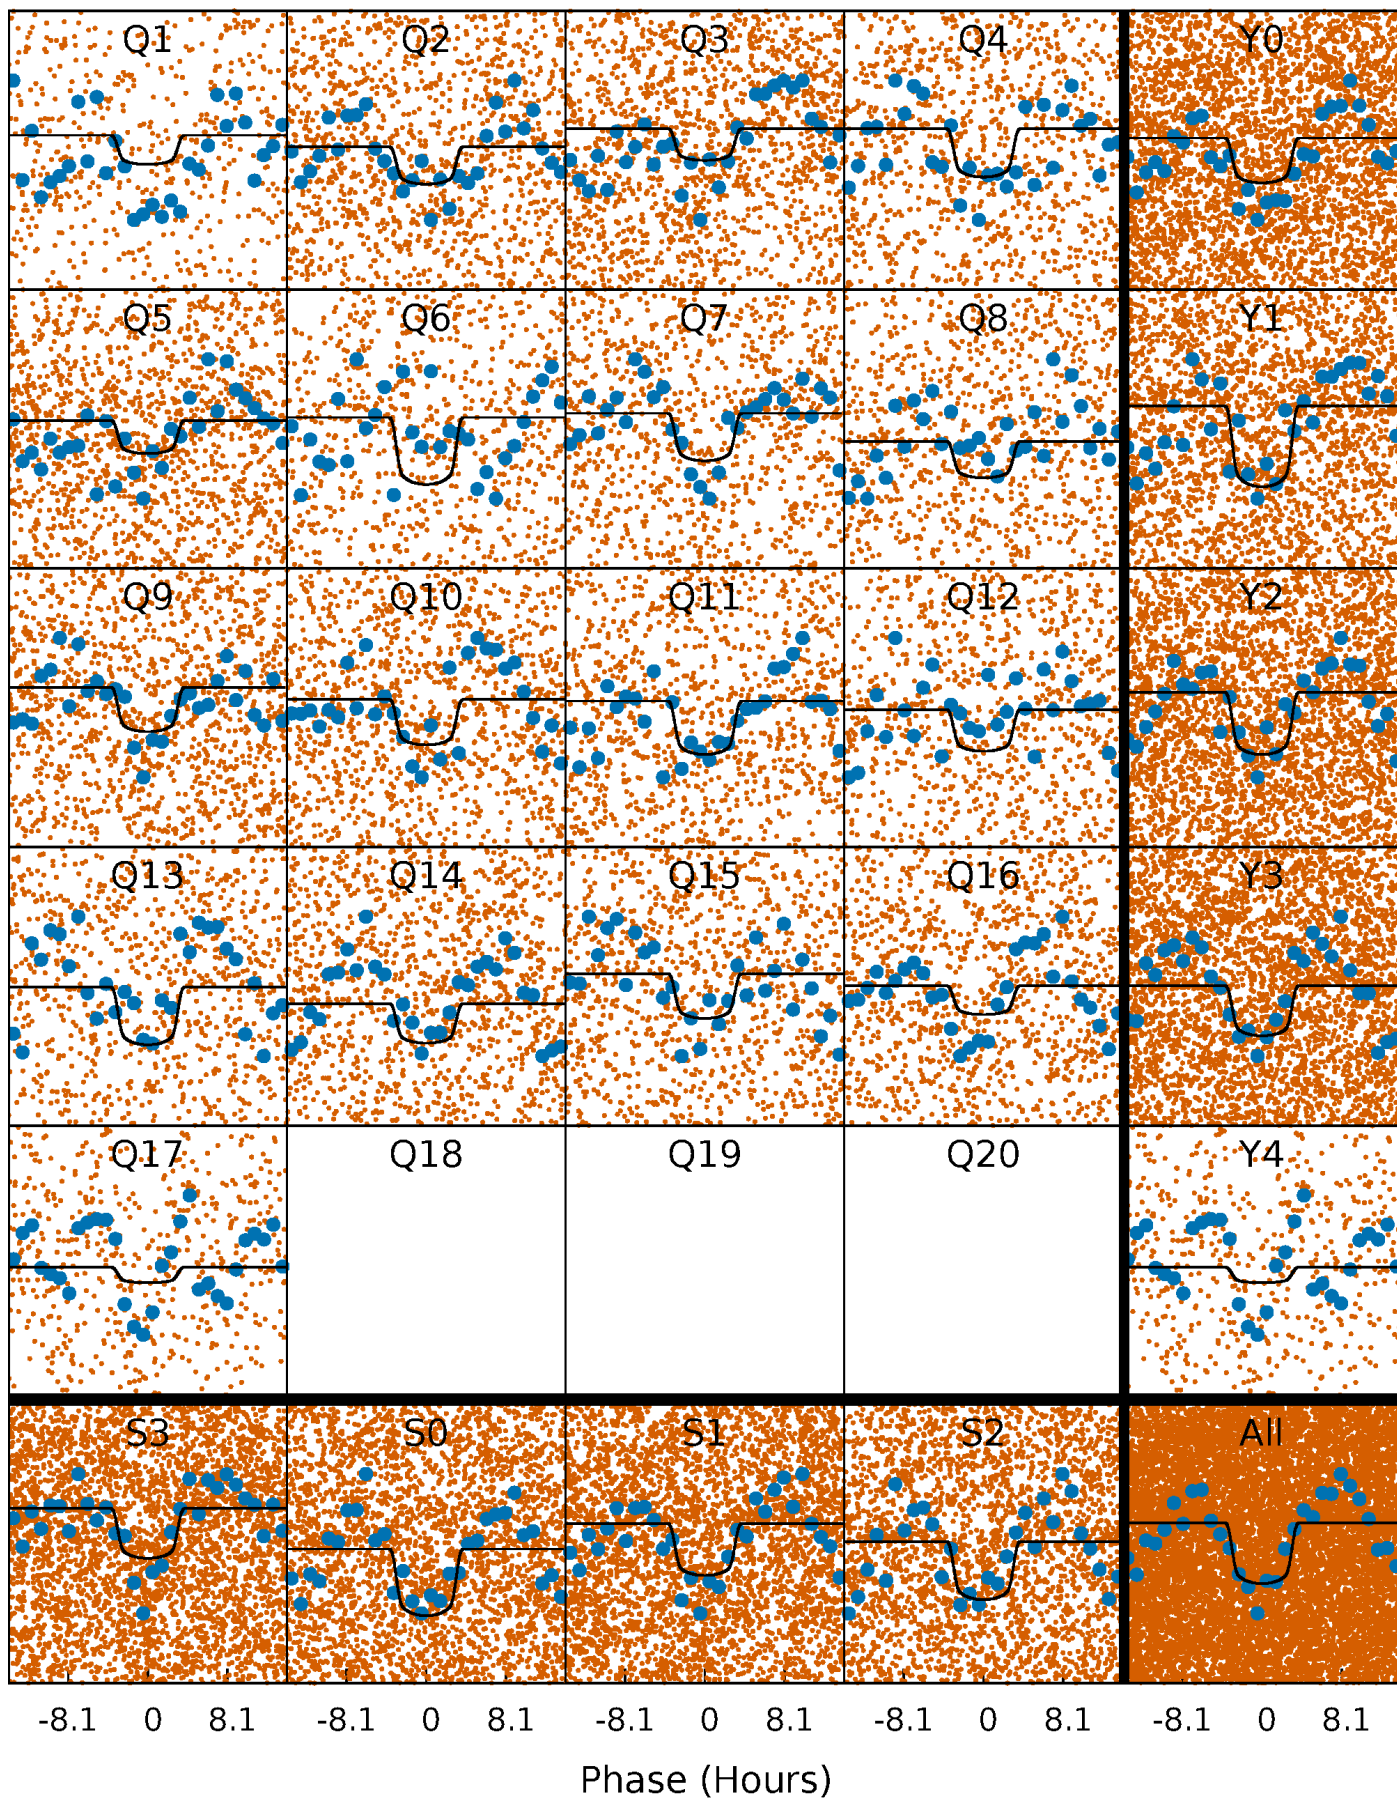 Q1 Q2 Q3 Q4 Y0
Q5 Q6 Q7 Q8 Y1
Q9 Q10 Q11 Q12 Y2
Q13 Q14 Q15 Q16 Y3
Q17 Q18 Q19 Q20 Y4
S3 S0 S1 S2 All
-8.1 0 8.1 -8.1 0 8.1 -8.1 0 8.1 -8.1 0 8.1 -8.1 0 8.1
Phase (Hours)